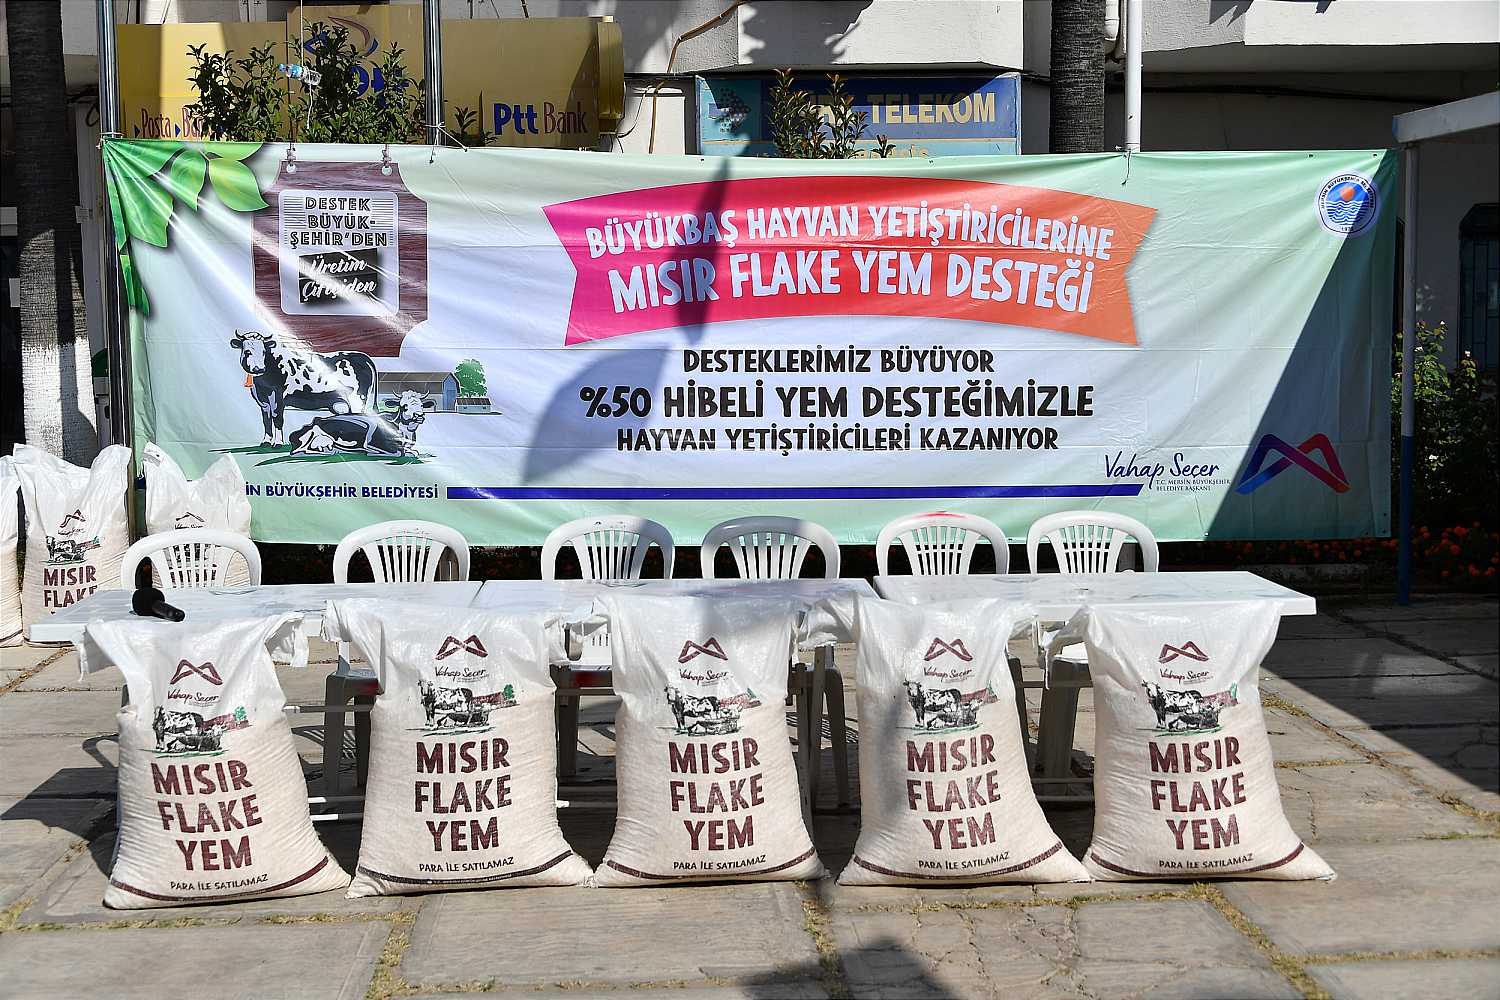 Posta
Ptt Bank
TELEKOM
DESTEK
BÜYÜK-
ŞEHİR'DEN
Üretim
Çiftçiden
BÜYÜKBAŞ HAYVAN YETİŞTİRİCİLERİNE
MISIR FLAKE YEM DESTEĞİ
DESTEKLERİMİZ BÜYÜYOR
%50 HİBELİ YEM DESTEĞİMİZLE
HAYVAN YETİŞTİRİCİLERİ KAZANIYOR
Vahap Seçer
T.C. MERSİN BÜYÜKŞEHİR
BELEDİYE BAŞKANI
İN BÜYÜKŞEHİR BELEDİYESİ
MISIR
FLAKE
Vahap Seçer
MISIR
FLAKE
YEM
PARA İLE SATILAMAZ
Vahap Seçer
MISIR
FLAKE
YEM
PARA İLE SATILAMAZ
Vahap Seçer
MISIR
FLAKE
YEM
PARA İLE SATILAMAZ
Vahap Seçer
MISIR
FLAKE
YEM
PARA İLE SATILAMAZ
Vahap Seçer
MISIR
FLAKE
YEM
PARA İLE SATILAMAZ